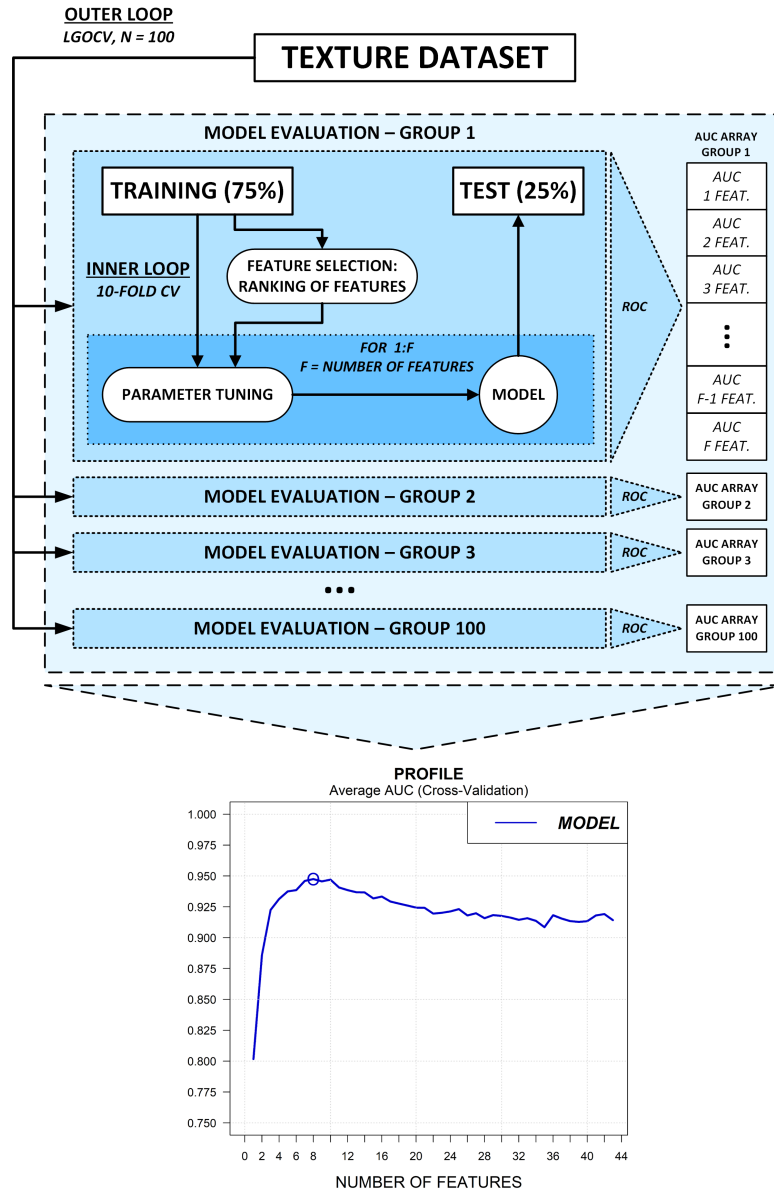 OUTER LOOP
LGOCV, N = 100
TEXTURE DATASET
MODEL EVALUATION – GROUP 1
AUC ARRAY
GROUP 1
TRAINING (75%)
TEST (25%)
AUC
1 FEAT.
AUC
2 FEAT.
AUC
3 FEAT.
⋮
AUC
F-1 FEAT.
AUC
F FEAT.
INNER LOOP
10-FOLD CV
FEATURE SELECTION:
RANKING OF FEATURES
ROC
FOR 1:F
F = NUMBER OF FEATURES
PARAMETER TUNING
MODEL
MODEL EVALUATION – GROUP 2
ROC
AUC ARRAY
GROUP 2
MODEL EVALUATION – GROUP 3
ROC
AUC ARRAY
GROUP 3
...
MODEL EVALUATION – GROUP 100
ROC
AUC ARRAY
GROUP 100
PROFILE
Average AUC (Cross-Validation)
MODEL
1.000
0.975
0.950
0.925
0.900
0.875
0.850
0.825
0.800
0.775
0.750
0 2 4 6 8 12 16 20 24 28 32 36 40 44
NUMBER OF FEATURES